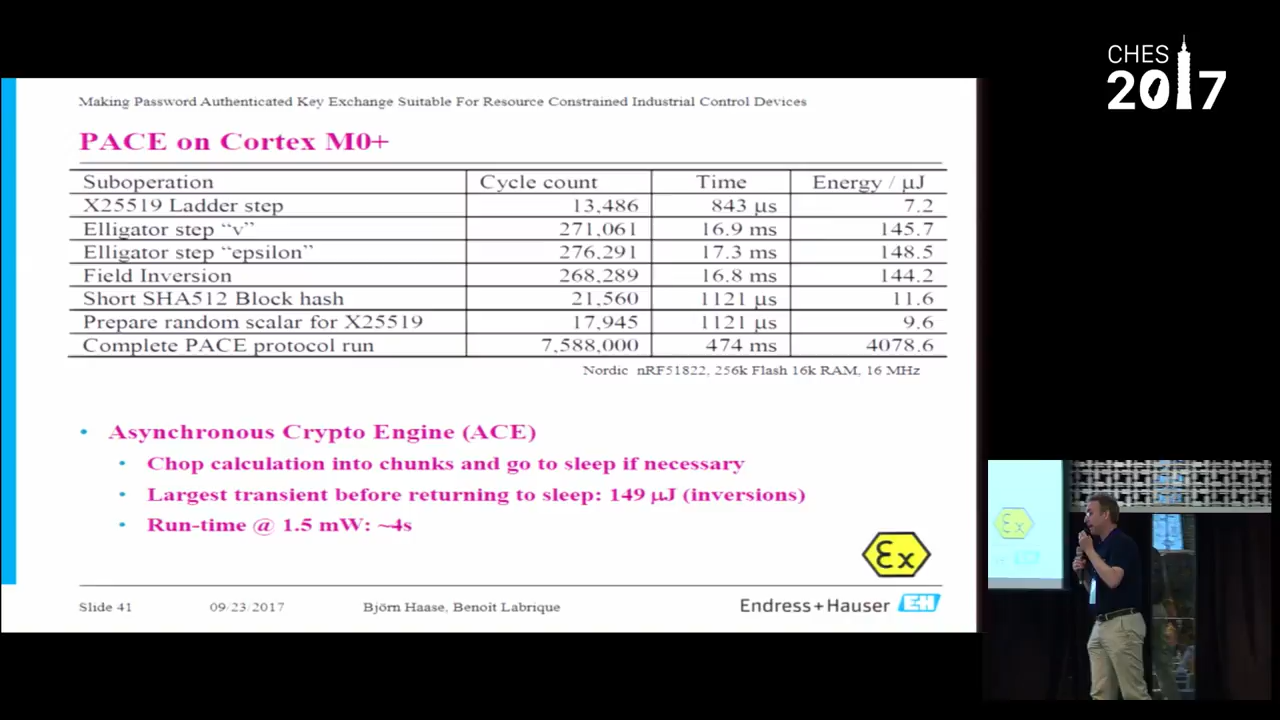 CHES
2017
Making Password Authenticated Key Exchange Suitable For Resource Constrained Industrial Control Devices
PACE on Cortex M0+
Suboperation Cycle count Time Energy / µJ
X25519 Ladder step 13,486 843 µs 7.2
Elligator step “v” 271,061 16.9 ms 145.7
Elligator step “epsilon” 276,291 17.3 ms 148.5
Field Inversion 268,289 16.8 ms 144.2
Short SHA512 Block hash 21,560 1121 µs 11.6
Prepare random scalar for X25519 17,945 1121 µs 9.6
Complete PACE protocol run 7,588,000 474 ms 4078.6
Nordic nRF51822, 256k Flash 16k RAM, 16 MHz
• Asynchronous Crypto Engine (ACE)
• Chop calculation into chunks and go to sleep if necessary
• Largest transient before returning to sleep: 149 µJ (inversions)
• Run-time @ 1.5 mW: ~4s
Ex
Slide 41 09/23/2017 Björn Haase, Benoît Labrique Endress+Hauser EH
Ex